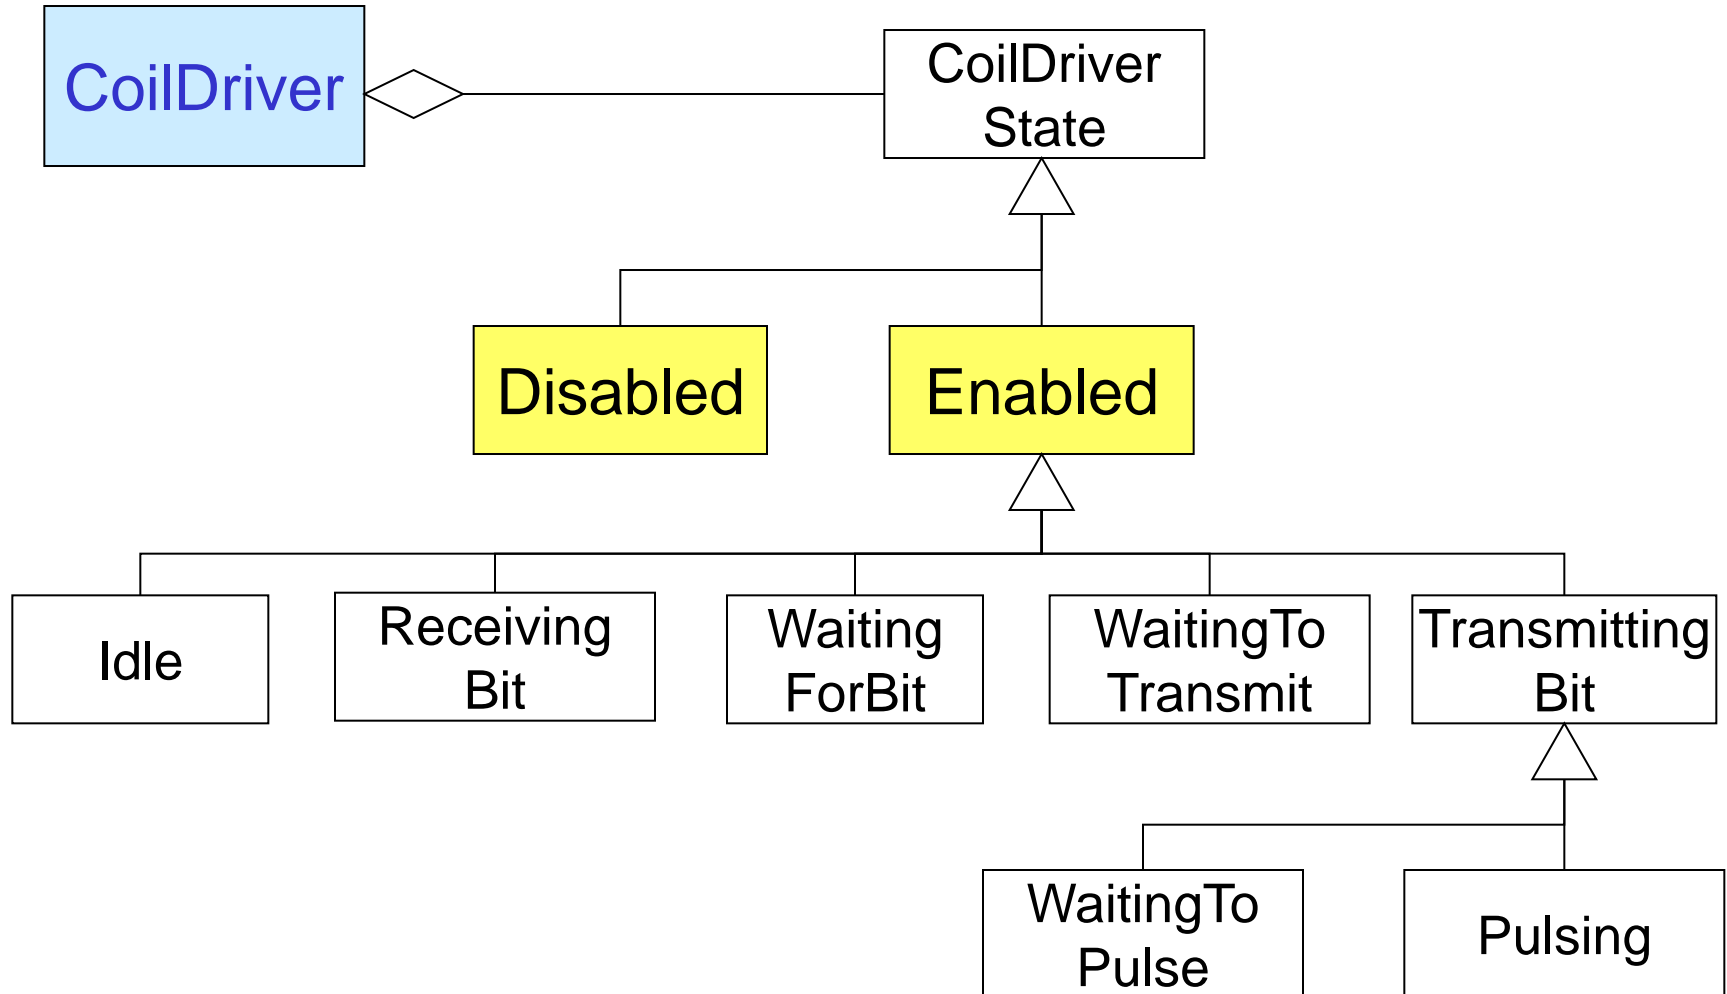 CoilDriver
CoilDriver
State
Disabled
Enabled
Idle
Receiving
Bit
Waiting
ForBit
WaitingTo
Transmit
Transmitting
Bit
WaitingTo
Pulse
Pulsing